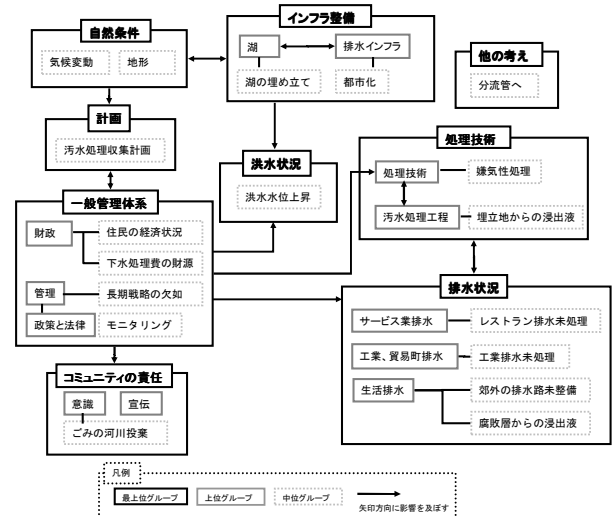 自然条件
気候変動
地形
インフラ整備
湖
排水インフラ
湖の埋め立て
都市化
他の考え
分流管へ
計画
汚水処理収集計画
洪水状況
洪水水位上昇
処理技術
処理技術
嫌気性処理
汚水処理工程
埋立地からの浸出液
一般管理体系
財政
住民の経済状況
下水処理費の財源
管理
長期戦略の欠如
政策と法律
モニタリング
排水状況
サービス業排水
レストラン排水未処理
工業、貿易町排水
工業排水未処理
生活排水
郊外の排水路未整備
腐敗層からの浸出液
コミュニティの責任
意識
宣伝
ごみの河川投棄
凡例
最上位グループ
上位グループ
中位グループ
矢印方向に影響を及ぼす